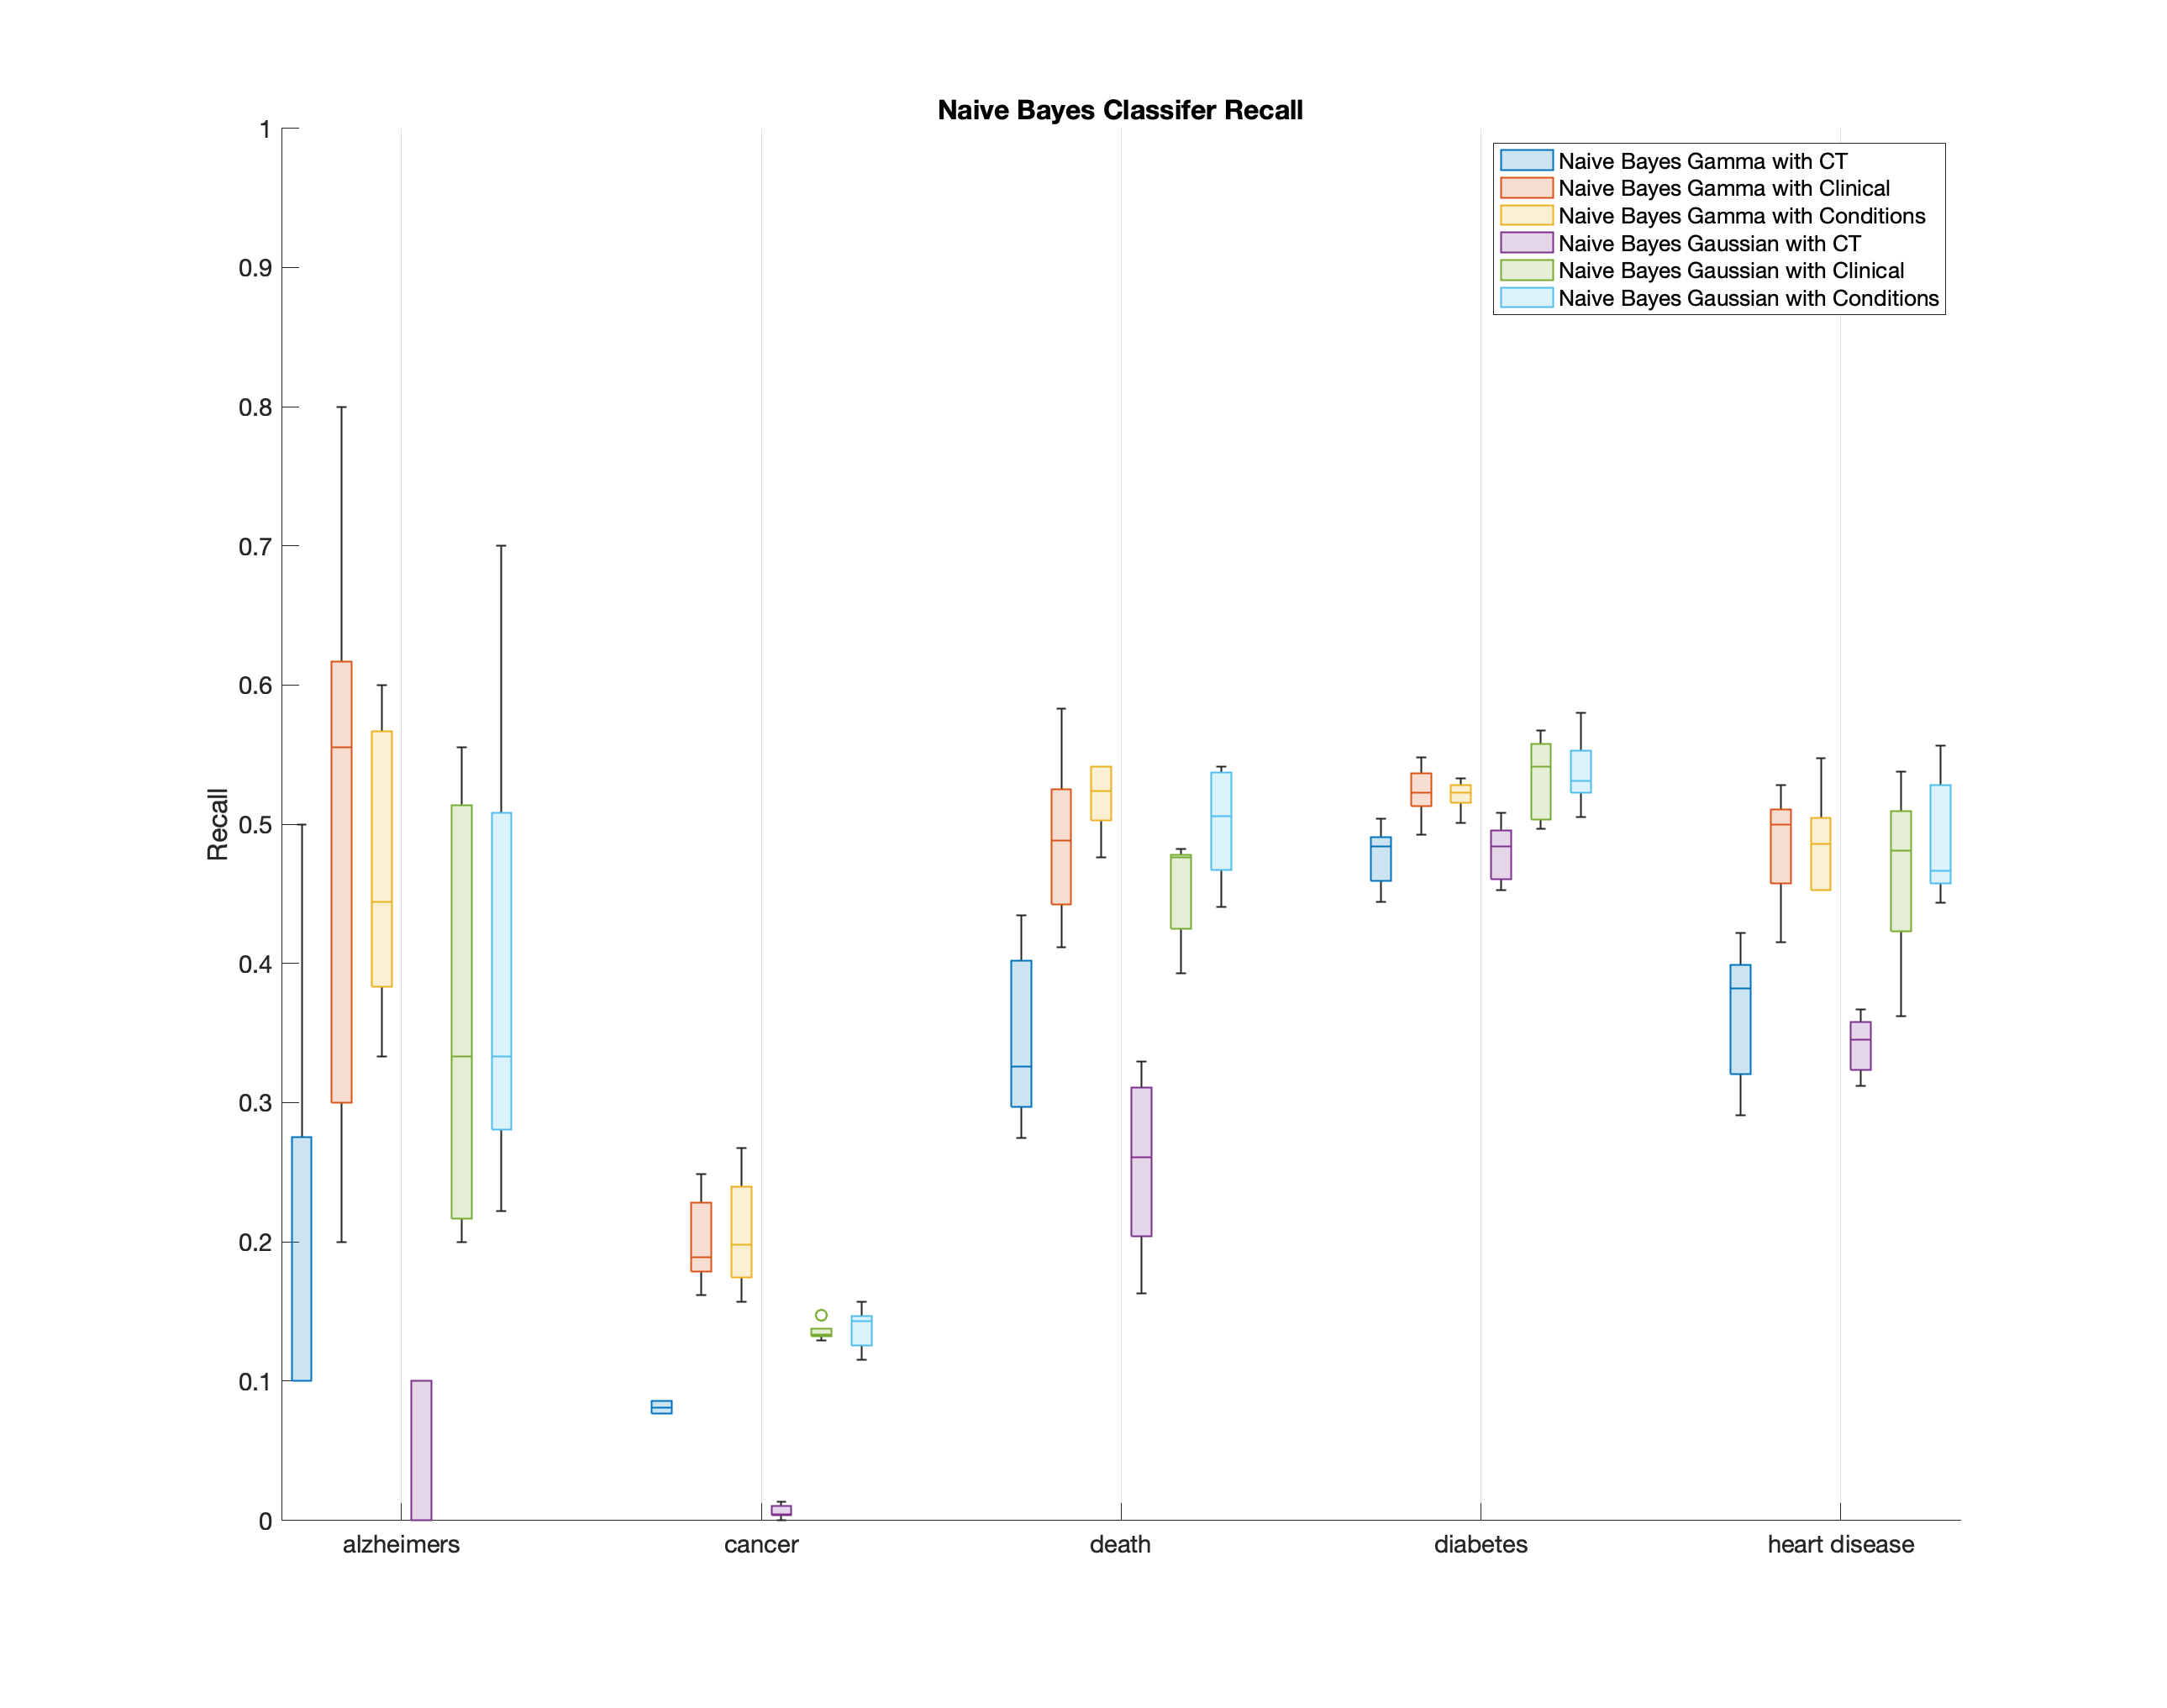 Naive Bayes Classifer Recall
1
0.9
0.8
0.7
0.6
0.5
0.4
0.3
0.2
0.1
0
Recall
Naive Bayes Gamma with CT
Naive Bayes Gamma with Clinical
Naive Bayes Gamma with Conditions
Naive Bayes Gaussian with CT
Naive Bayes Gaussian with Clinical
Naive Bayes Gaussian with Conditions
alzheimers
cancer
death
diabetes
heart disease